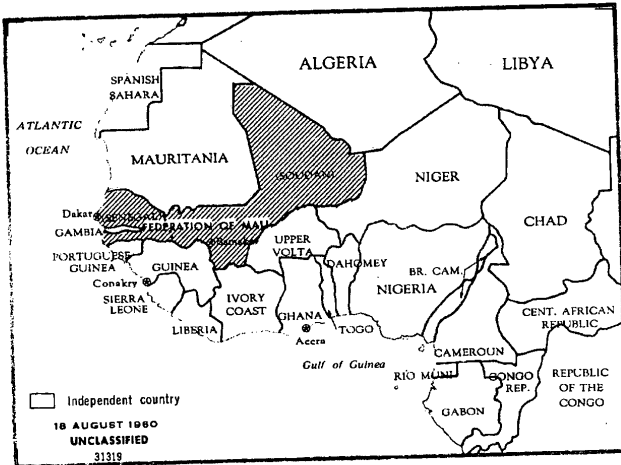 ALGERIA
LIBYA
SPANISH
SAHARA
ATLANTIC
OCEAN
MAURITANIA
(SOUDAN)
NIGER
CHAD
Dakar
(SENEGAL)
FEDERATION OF MALI
GAMBIA
Bamako
PORTUGUESE
GUINEA
GUINEA
UPPER
VOLTA
DAHOMEY
BR. CAM.
NIGERIA
Conakry
SIERRA
LEONE
IVORY
COAST
LIBERIA
GHANA
Accra
TOGO
CENT. AFRICAN
REPUBLIC
Gulf of Guinea
CAMEROUN
RIO MUNI
CONGO
REP.
REPUBLIC
OF THE
CONGO
GABON
Independent country
18 AUGUST 1960
UNCLASSIFIED
31319